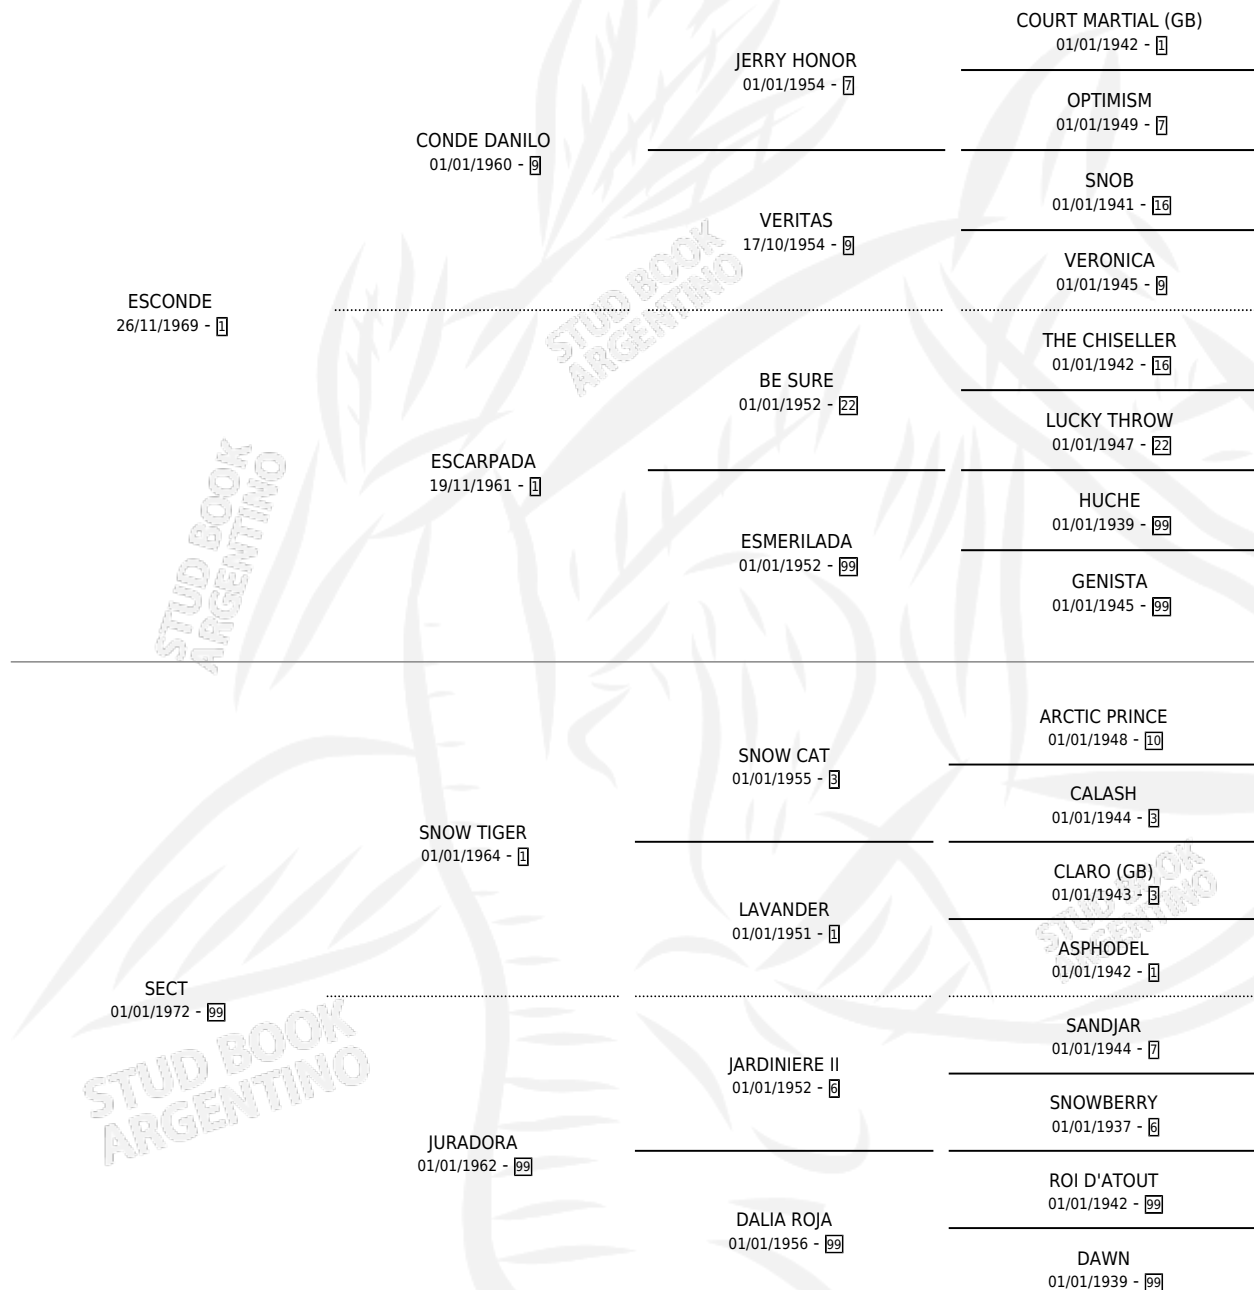 COURT MARTIAL (GB)
01/01/1942 - 1
JERRY HONOR
01/01/1954 - 7
OPTIMISM
01/01/1949 - 7
CONDE DANILO
01/01/1960 - 9
SNOB
01/01/1941 - 16
VERITAS
17/10/1954 - 9
VERONICA
01/01/1945 - 9
ESCONDE
26/11/1969 - 1
THE CHISELLER
01/01/1942 - 16
BE SURE
01/01/1952 - 22
LUCKY THROW
01/01/1947 - 22
ESCARPADA
19/11/1961 - 1
HUCHE
01/01/1939 - 99
ESMERILADA
01/01/1952 - 99
GENISTA
01/01/1945 - 99
ARCTIC PRINCE
01/01/1948 - 10
SNOW CAT
01/01/1955 - 3
CALASH
01/01/1944 - 3
SNOW TIGER
01/01/1964 - 1
CLARO (GB)
01/01/1943 - 3
LAVANDER
01/01/1951 - 1
ASPHODEL
01/01/1942 - 1
SECT
01/01/1972 - 99
SANDJAR
01/01/1944 - 7
JARDINIERE II
01/01/1952 - 6
SNOWBERRY
01/01/1937 - 6
JURADORA
01/01/1962 - 99
ROI D'ATOUT
01/01/1942 - 99
DALIA ROJA
01/01/1956 - 99
DAWN
01/01/1939 - 99
STUD BOOK
ARGENTINO
STUD BOOK
ARGENTINO
STUD BOOK
ARGENTINO
STUD BOOK
ARGENTINO